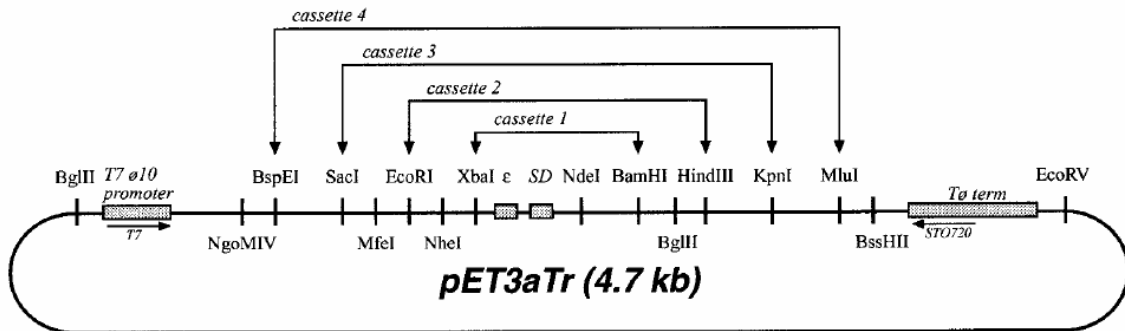 cassette 4
cassette 3
cassette 2
cassette 1
BglII T7 ø10 promoter BspEI SacI EcoRI XbaI ε SD NdeI BamHI HindIII KpnI MluI Tø term EcoRV
T7 STO720
NgoMIV MfeI NheI BglII BssHII
pET3aTr (4.7 kb)